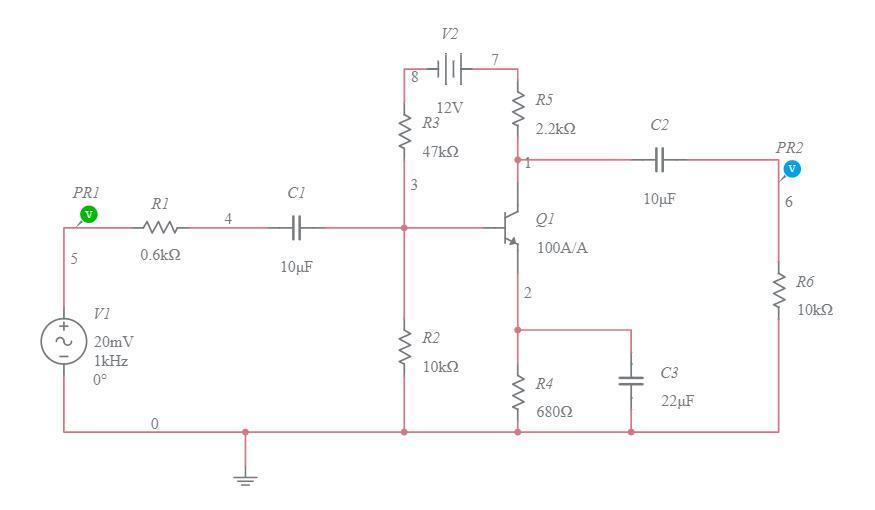 V2
8
7
12V
R3
47kΩ
R5
2.2kΩ
C2
10µF
PR2
V
6
1
3
PR1
V
R1
0.6kΩ
4
C1
10µF
Q1
100A/A
5
2
V1
20mV
1kHz
0°
R2
10kΩ
R4
680Ω
C3
22µF
R6
10kΩ
0